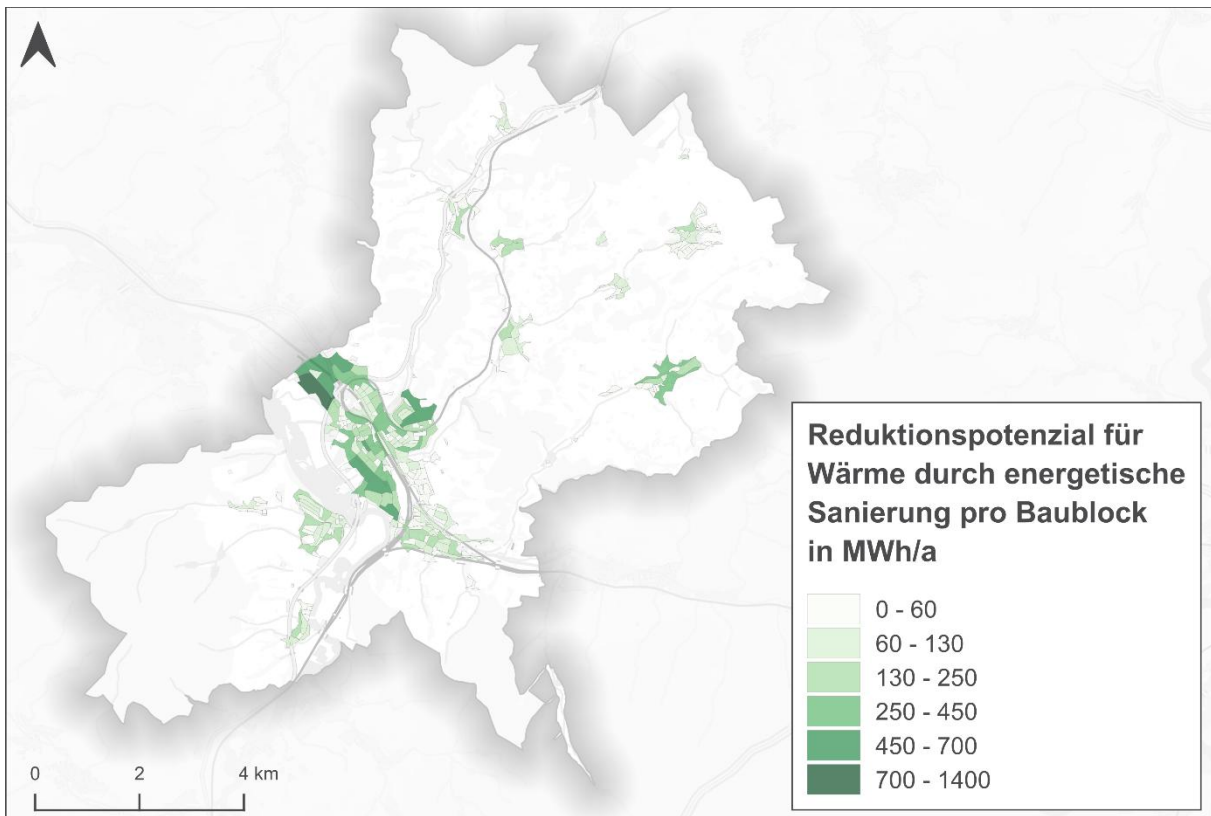 Reduktionspotenzial für
Wärme durch energetische
Sanierung pro Baublock
in MWh/a
0 - 60
60 - 130
130 - 250
250 - 450
450 - 700
700 - 1400
0 2 4 km